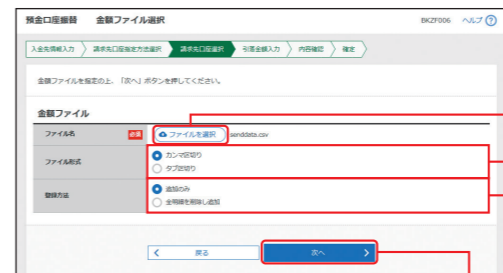 預金口座振替 金額ファイル選択
BKZF006 ヘルプ ?
入金先情報入力 請求先口座指定方法選択 請求先口座選択 引落金額入力 内容確認 確定
金額ファイルを指定の上、「次へ」ボタンを押してください。
金額ファイル
ファイル名 必須 ファイルを選択 senddata.csv
ファイル形式
カンマ区切り
タブ区切り
登録方法
追加のみ
全明細を削除し追加
戻る 次へ